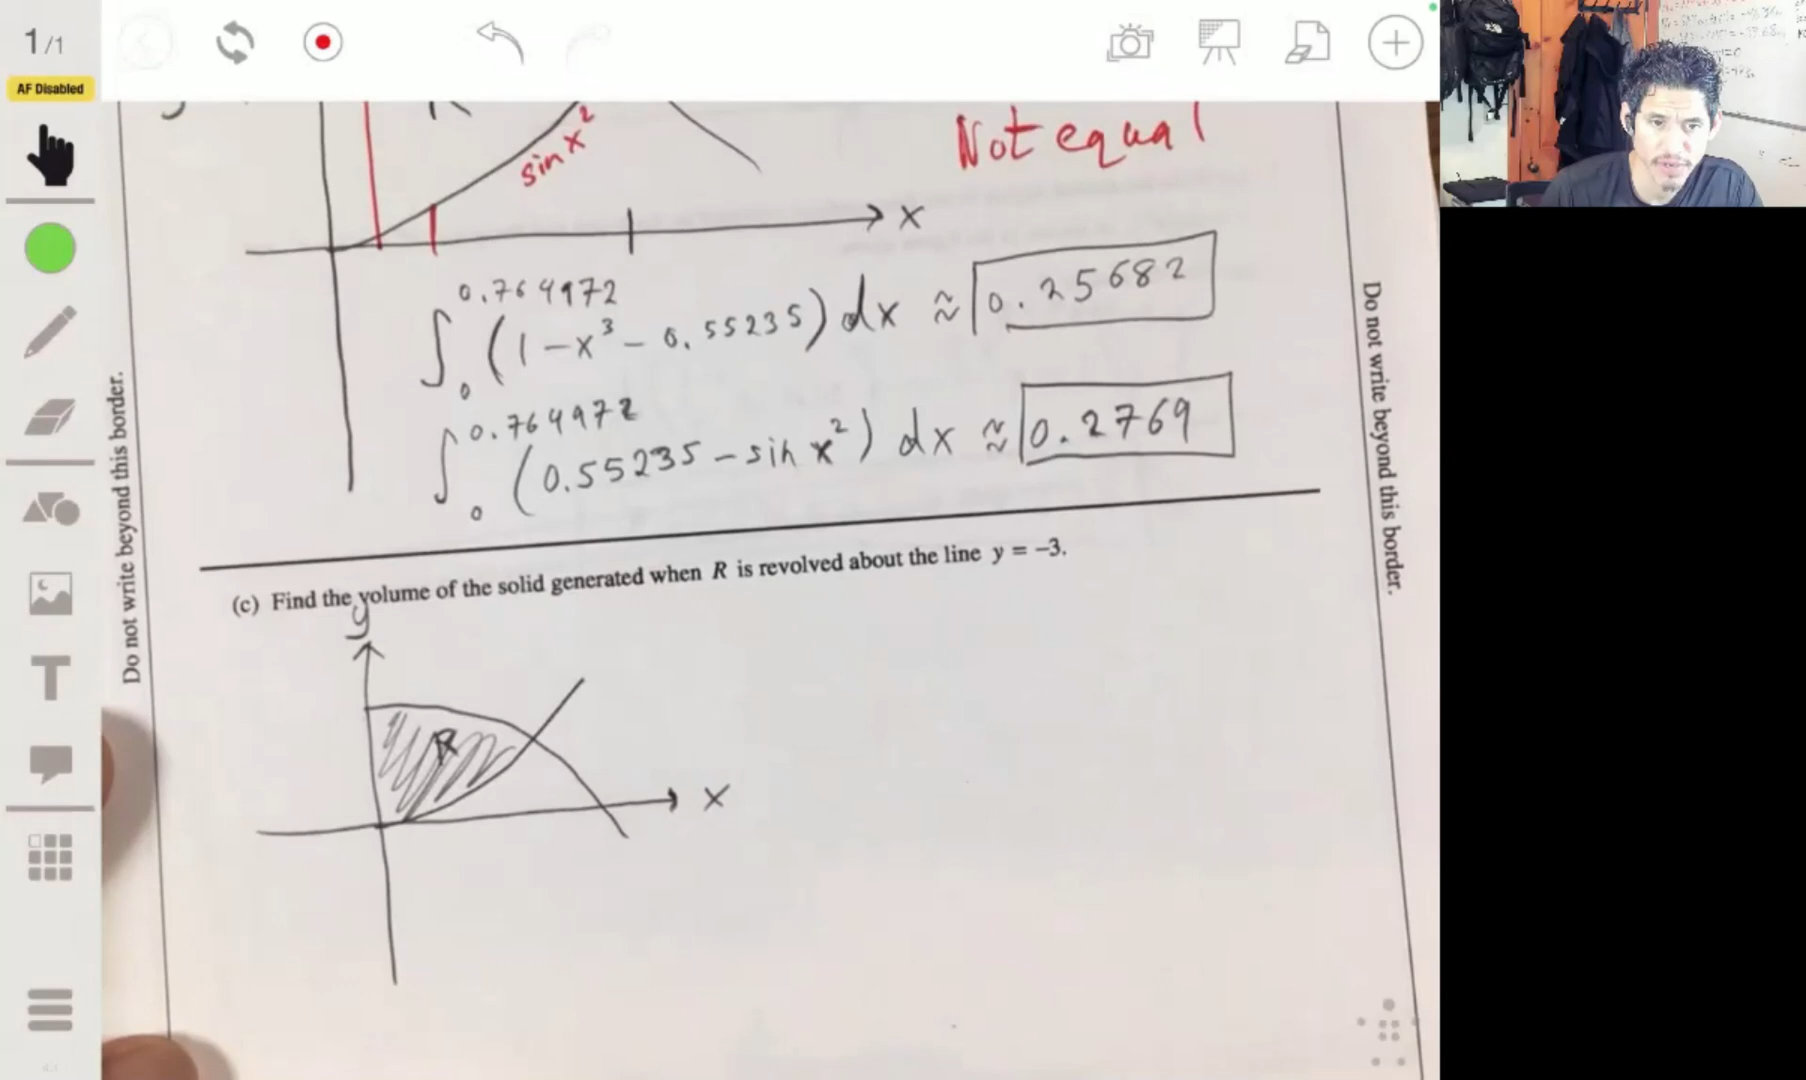 1/1
AF Disabled
sin x²
Not equal
x
∫₀^0.764972 (1 - x³ - 0.55235) dx ≈ 0.25682
∫₀^0.764972 (0.55235 - sin x²) dx ≈ 0.2769
Do not write beyond this border.
Do not write beyond this border.
(c) Find the volume of the solid generated when R is revolved about the line y = -3.
y
R
x
T